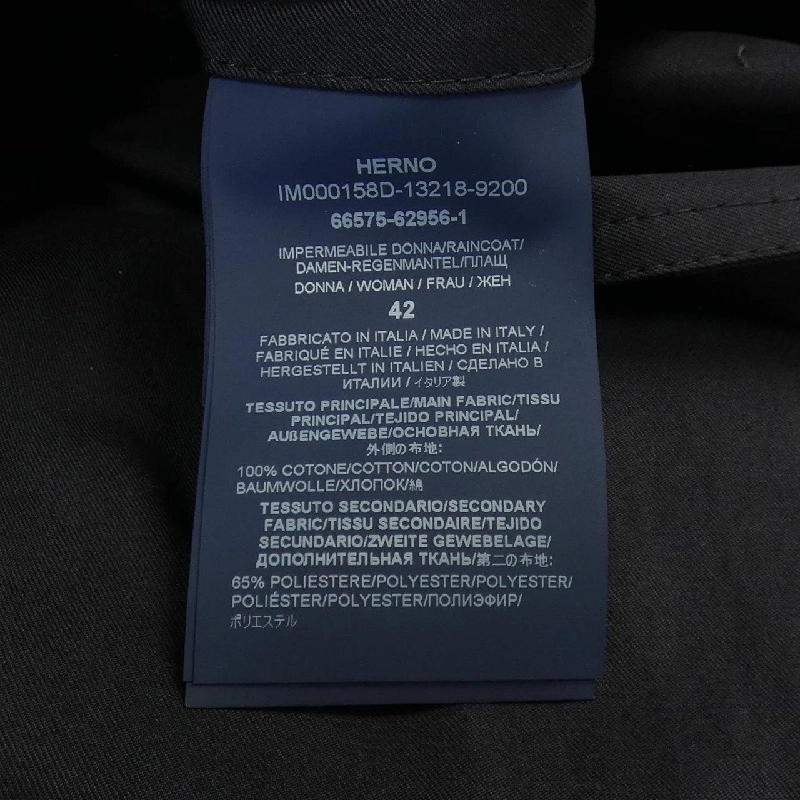 HERNO
IM000158D-13218-9200
66575-62956-1
IMPERMEABILE DONNA/RAINCOAT/
DAMEN-REGENMANTEL/ПЛАЩ
DONNA / WOMAN / FRAU / ЖЕН
42
FABBRICATO IN ITALIA / MADE IN ITALY /
FABRIQUÉ EN ITALIE / HECHO EN ITALIA /
HERGESTELLT IN ITALIEN / СДЕЛАНО В
ИТАЛИИ / イタリア製
TESSUTO PRINCIPALE/MAIN FABRIC/TISSU
PRINCIPAL/TEJIDO PRINCIPAL/
AUßENGEWEBE/ОСНОВНАЯ ТКАНЬ/
外側の布地:
100% COTONE/COTTON/COTON/ALGODÓN/
BAUMWOLLE/ХЛОПОК/綿
TESSUTO SECONDARIO/SECONDARY
FABRIC/TISSU SECONDAIRE/TEJIDO
SECUNDARIO/ZWEITE GEWEBELAGE/
ДОПОЛНИТЕЛЬНАЯ ТКАНЬ/第二の布地:
65% POLIESTERE/POLYESTER/POLYESTER/
POLIÉSTER/POLYESTER/ПОЛИЭФИР/
ポリエステル